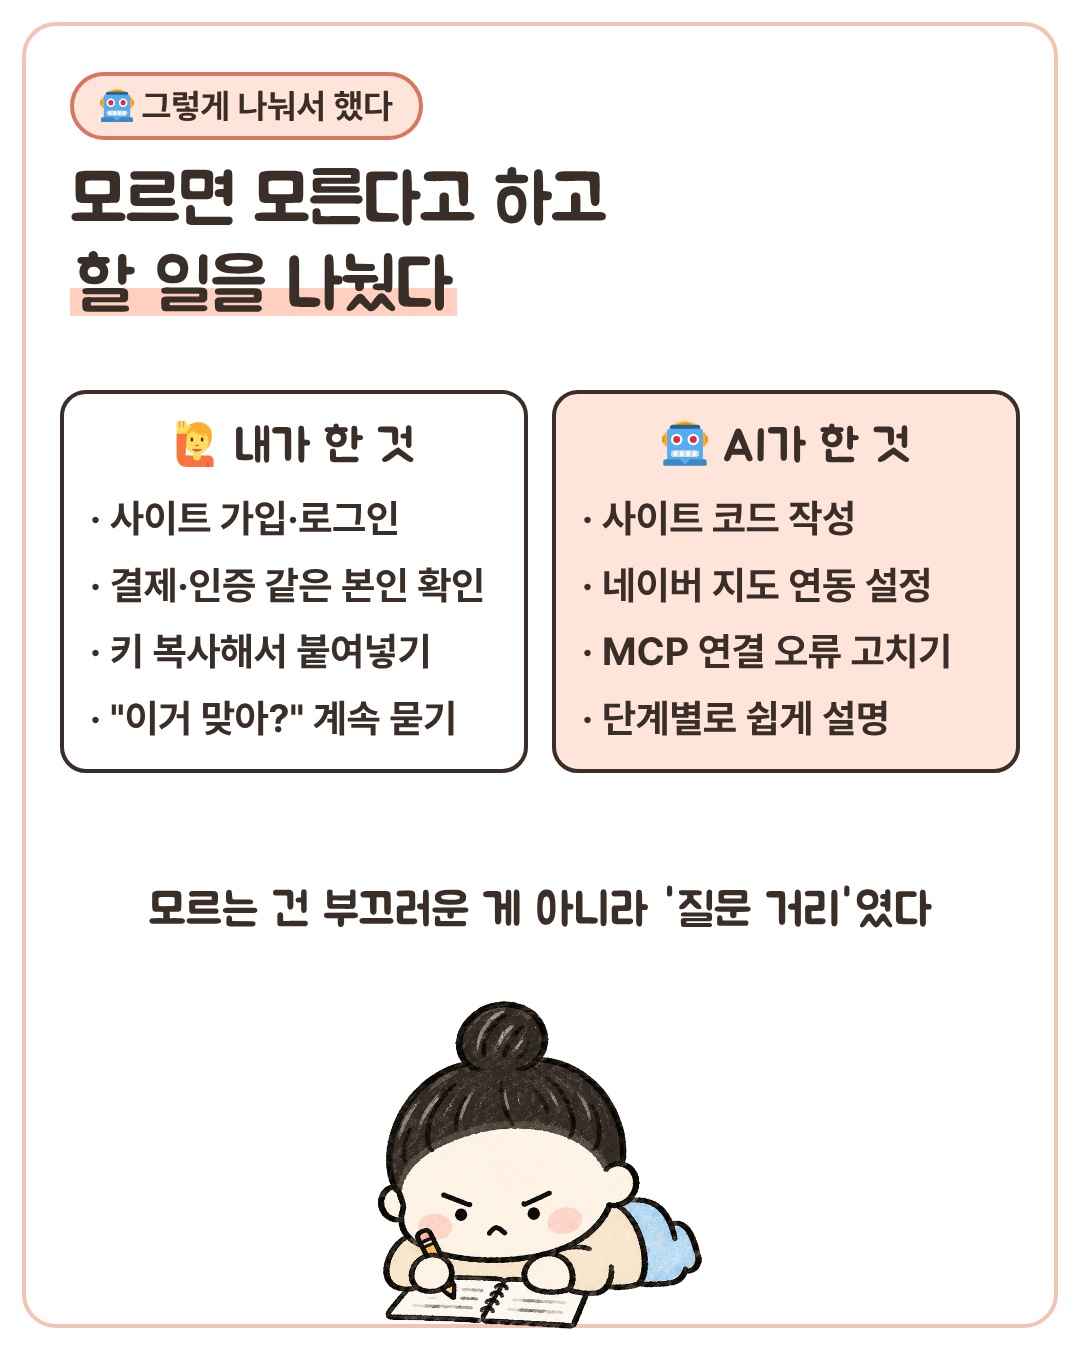 그렇게 나눠서 했다
모르면 모른다고 하고
할 일을 나눴다
내가 한 것
· 사이트 가입·로그인
· 결제·인증 같은 본인 확인
· 키 복사해서 붙여넣기
· "이거 맞아?" 계속 묻기
AI가 한 것
· 사이트 코드 작성
· 네이버 지도 연동 설정
· MCP 연결 오류 고치기
· 단계별로 쉽게 설명
모르는 건 부끄러운 게 아니라 '질문 거리'였다